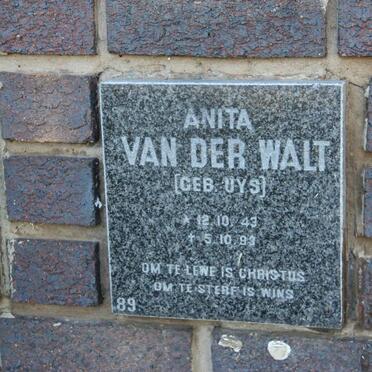 ANITA
VAN DER WALT
[GEB. UYS]
* 12.10.43
+ 5.10.93
OM TE LEWE IS CHRISTUS
OM TE STERF IS WINS
89